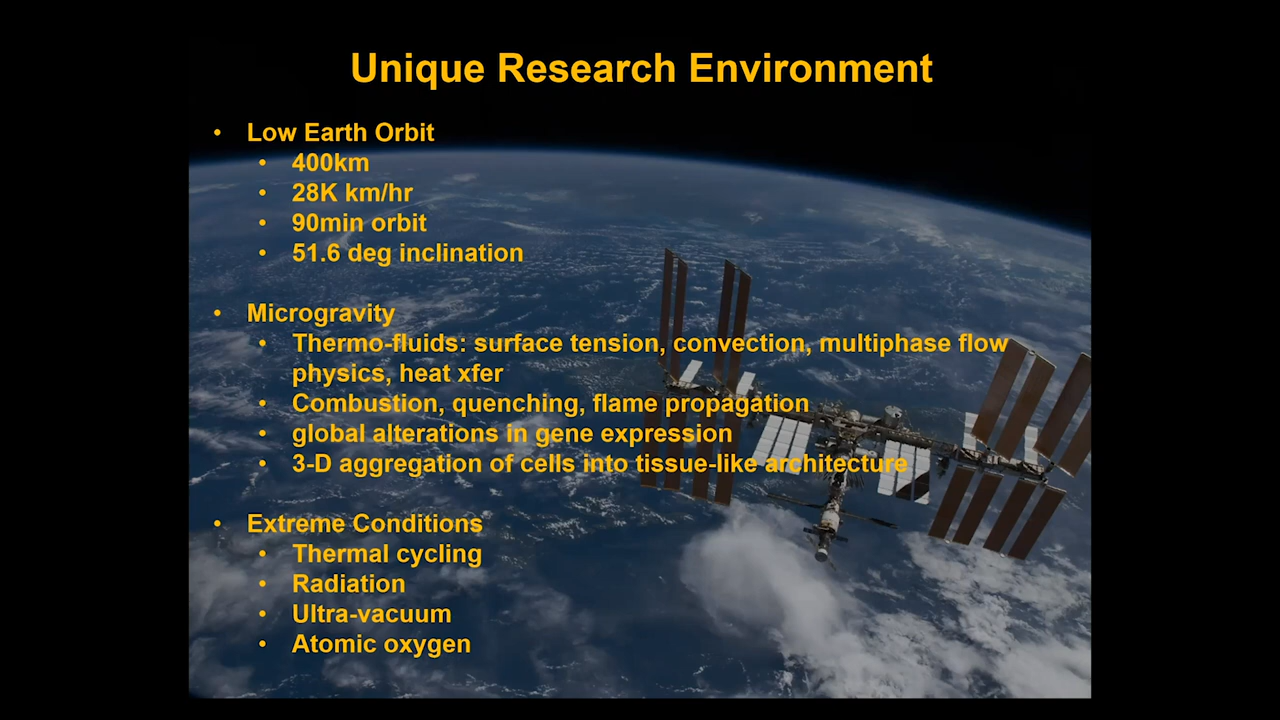 Unique Research Environment
• Low Earth Orbit
• 400km
• 28K km/hr
• 90min orbit
• 51.6 deg inclination
• Microgravity
• Thermo-fluids: surface tension, convection, multiphase flow
physics, heat xfer
• Combustion, quenching, flame propagation
• global alterations in gene expression
• 3-D aggregation of cells into tissue-like architecture
• Extreme Conditions
• Thermal cycling
• Radiation
• Ultra-vacuum
• Atomic oxygen